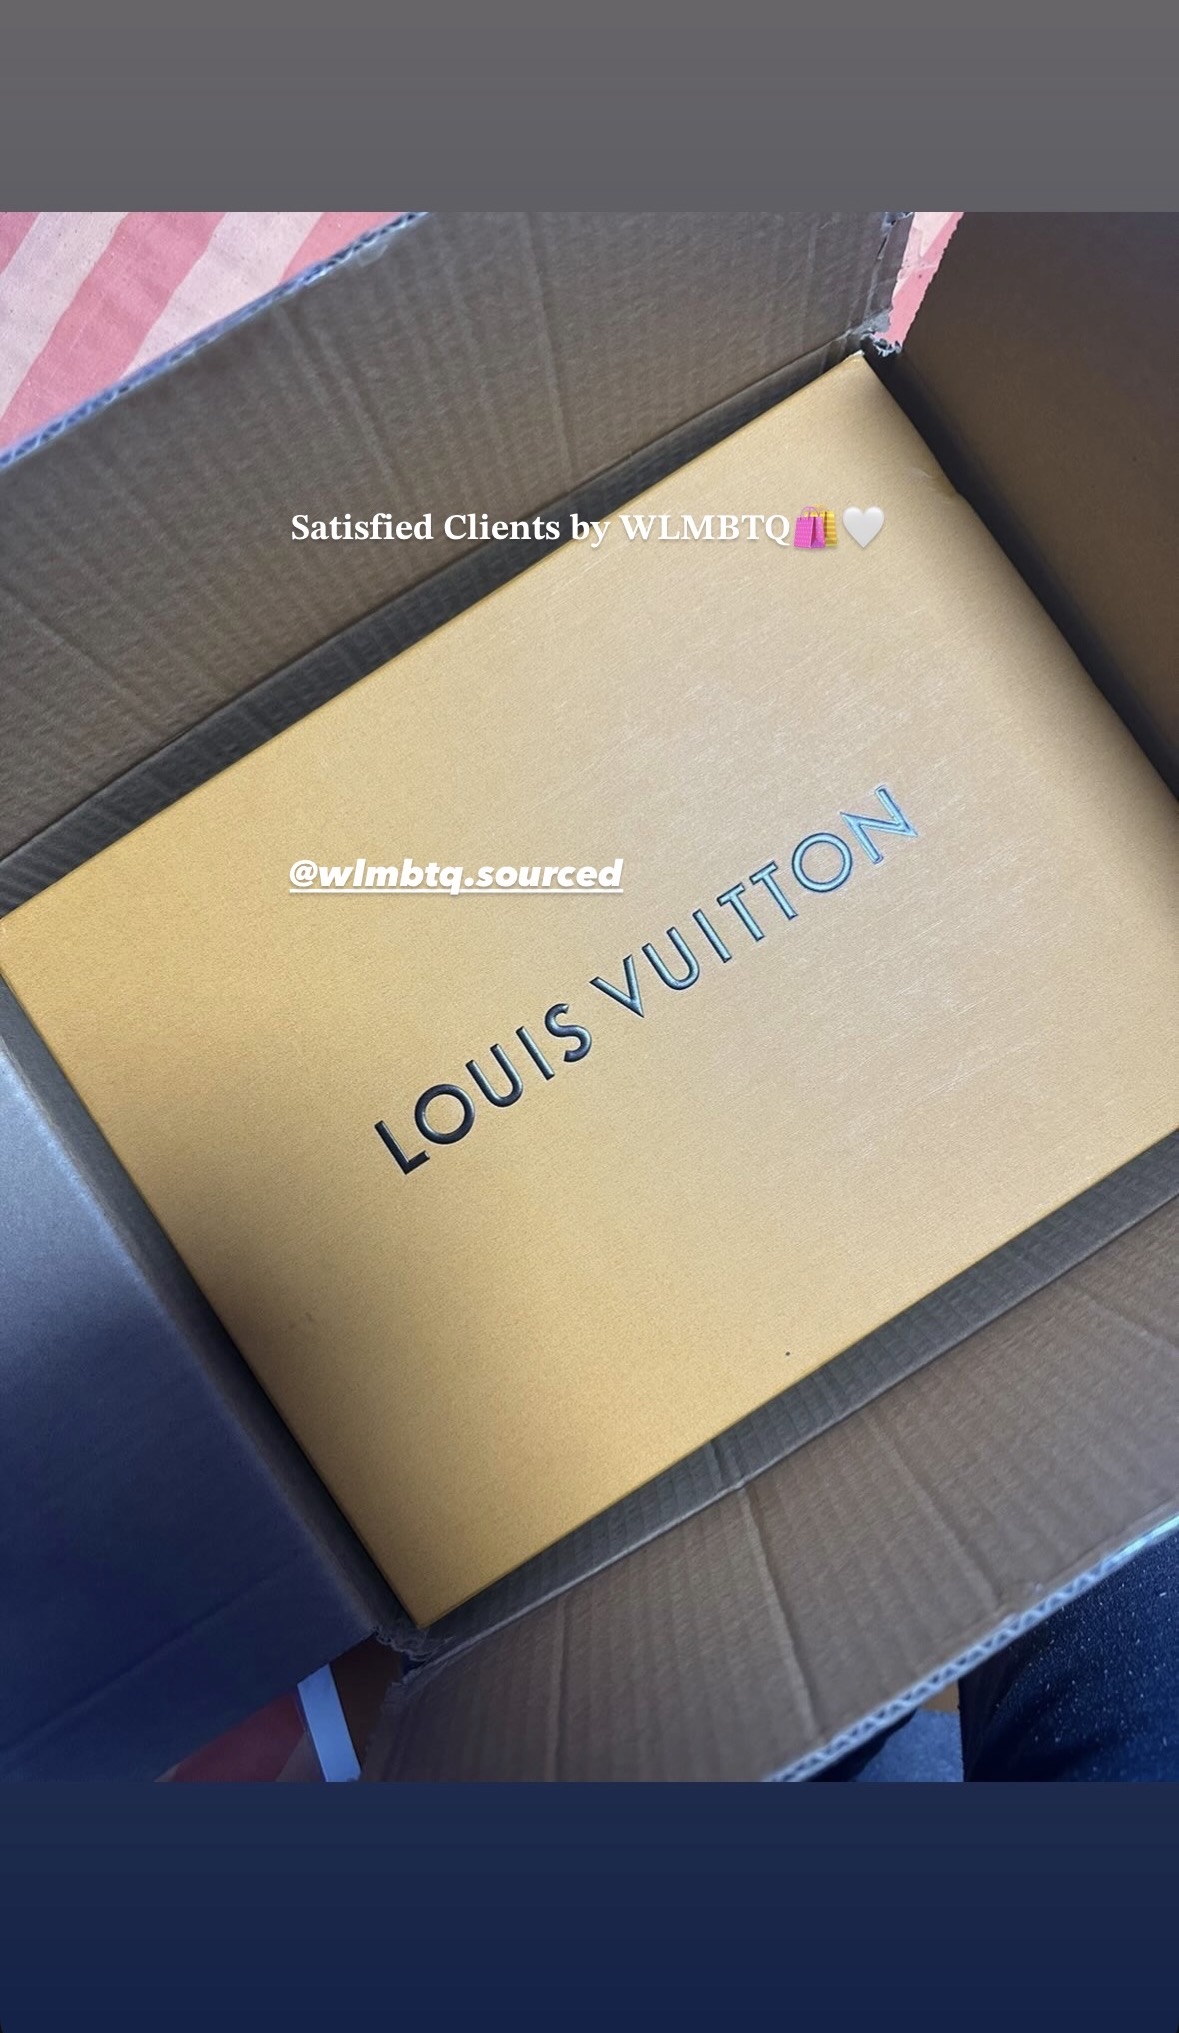 Satisfied Clients by WLMBTQ🛍️🤍
@wlmbtq.sourced
LOUIS VUITTON